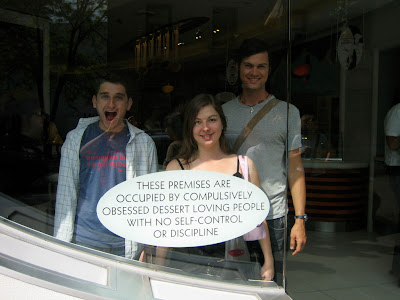 THESE PREMISES ARE
OCCUPIED BY COMPULSIVELY
OBSESSED DESSERT LOVING PEOPLE
WITH NO SELF-CONTROL
OR DISCIPLINE